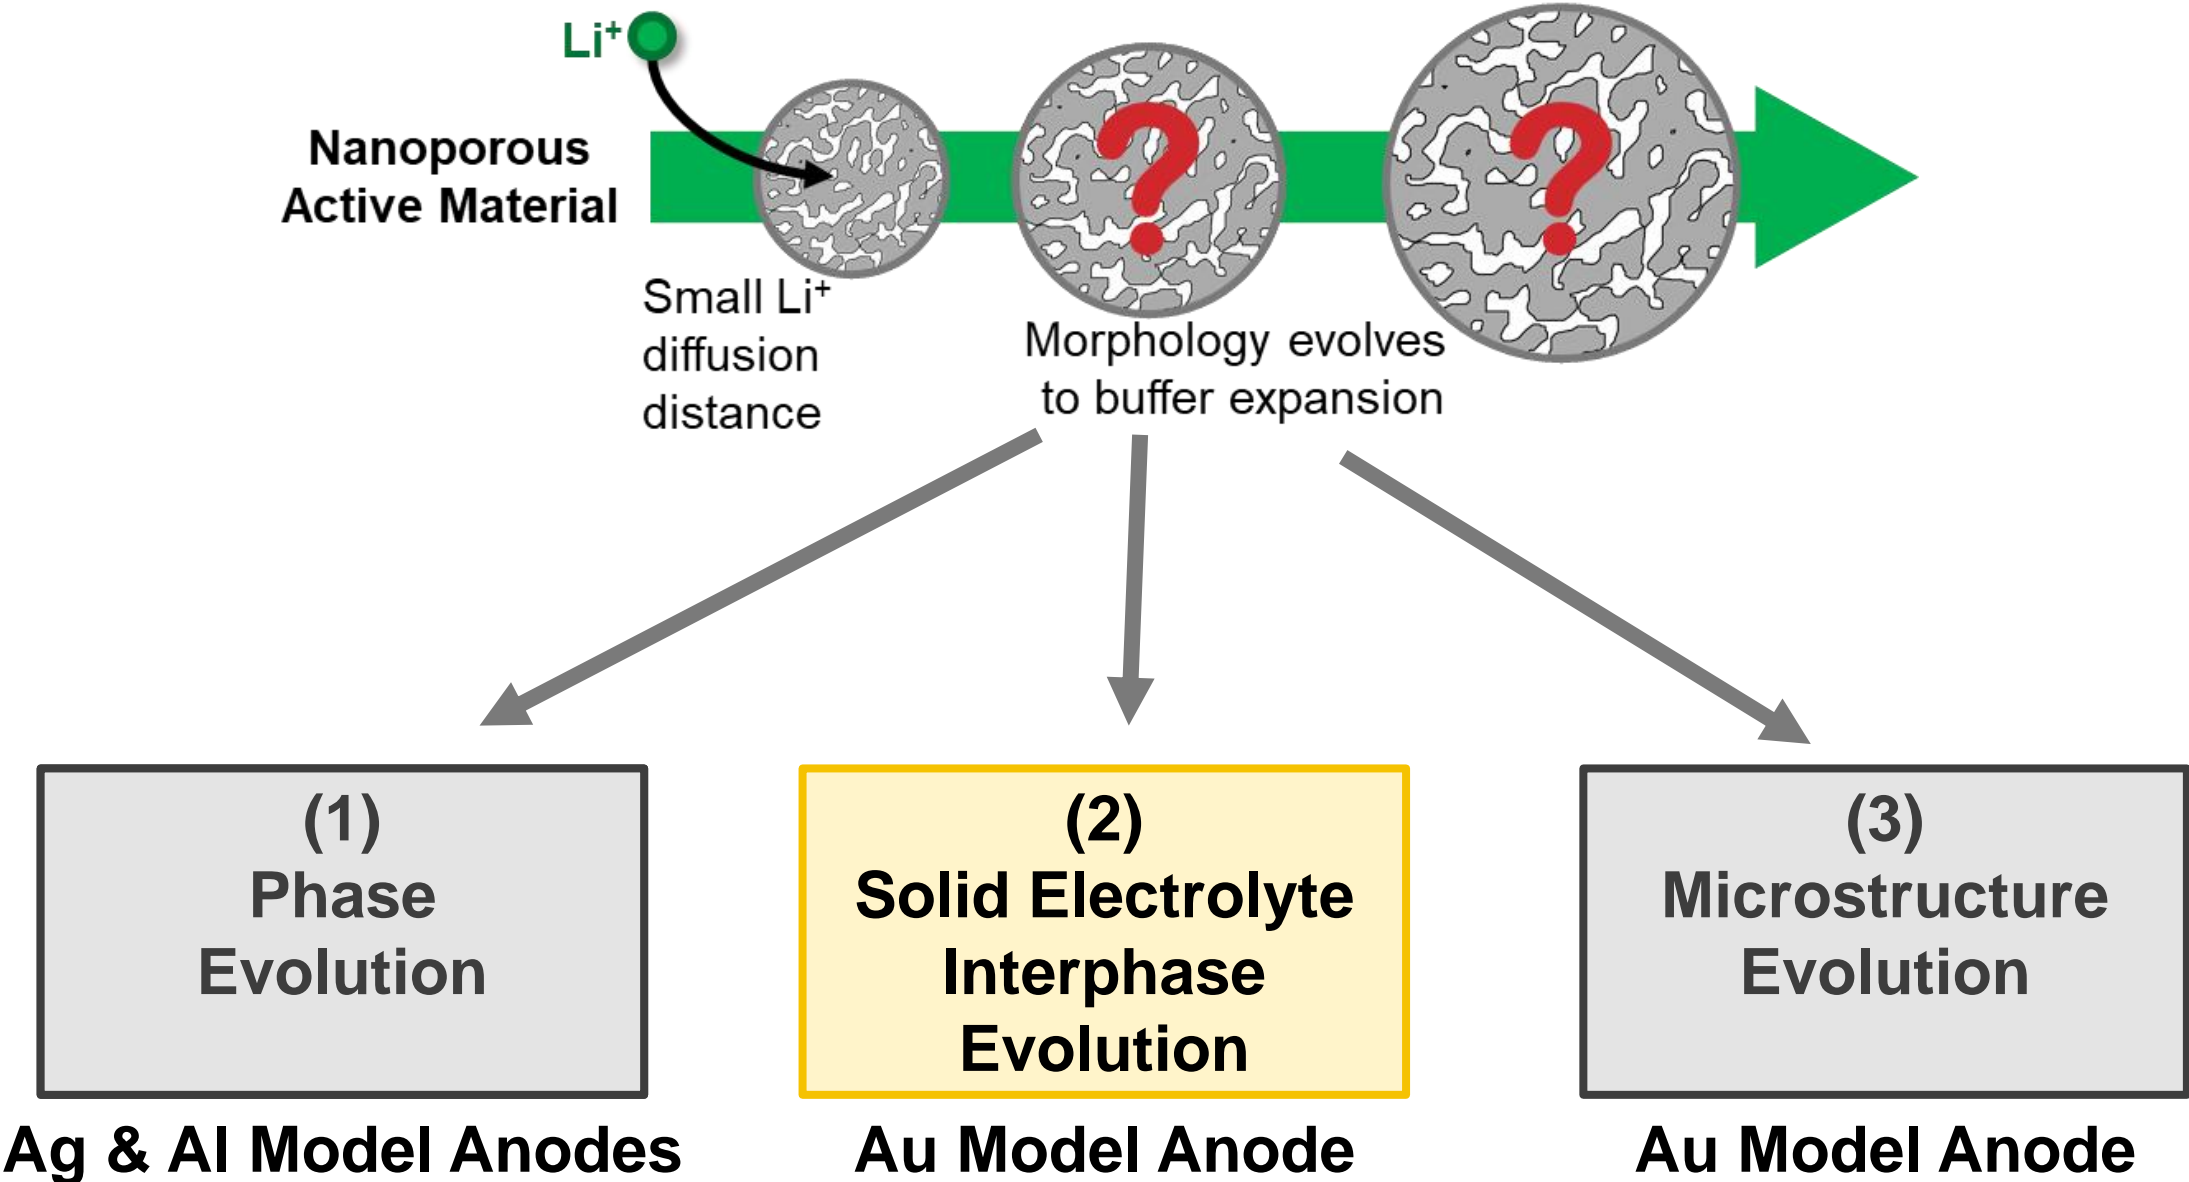 Li⁺
Nanoporous
Active Material
?
?
Small Li⁺
diffusion
distance
Morphology evolves
to buffer expansion
(1)
Phase
Evolution
(2)
Solid Electrolyte
Interphase
Evolution
(3)
Microstructure
Evolution
Ag & Al Model Anodes
Au Model Anode
Au Model Anode